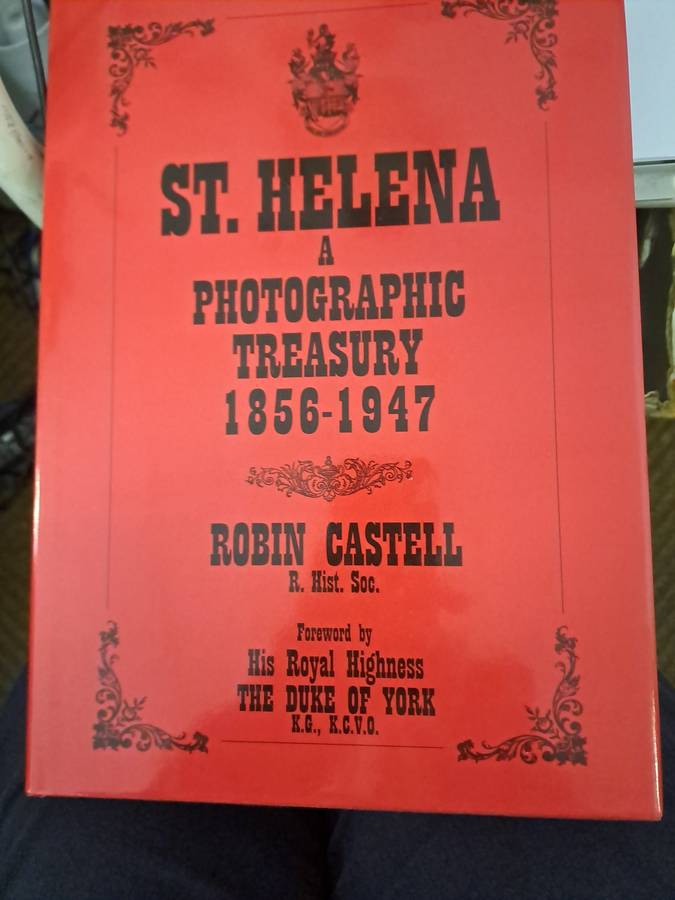 ST. HELENA
A
PHOTOGRAPHIC
TREASURY
1856-1947
ROBIN CASTELL
R. Hist. Soc.
Foreword by
His Royal Highness
THE DUKE OF YORK
K.G., K.C.V.O.